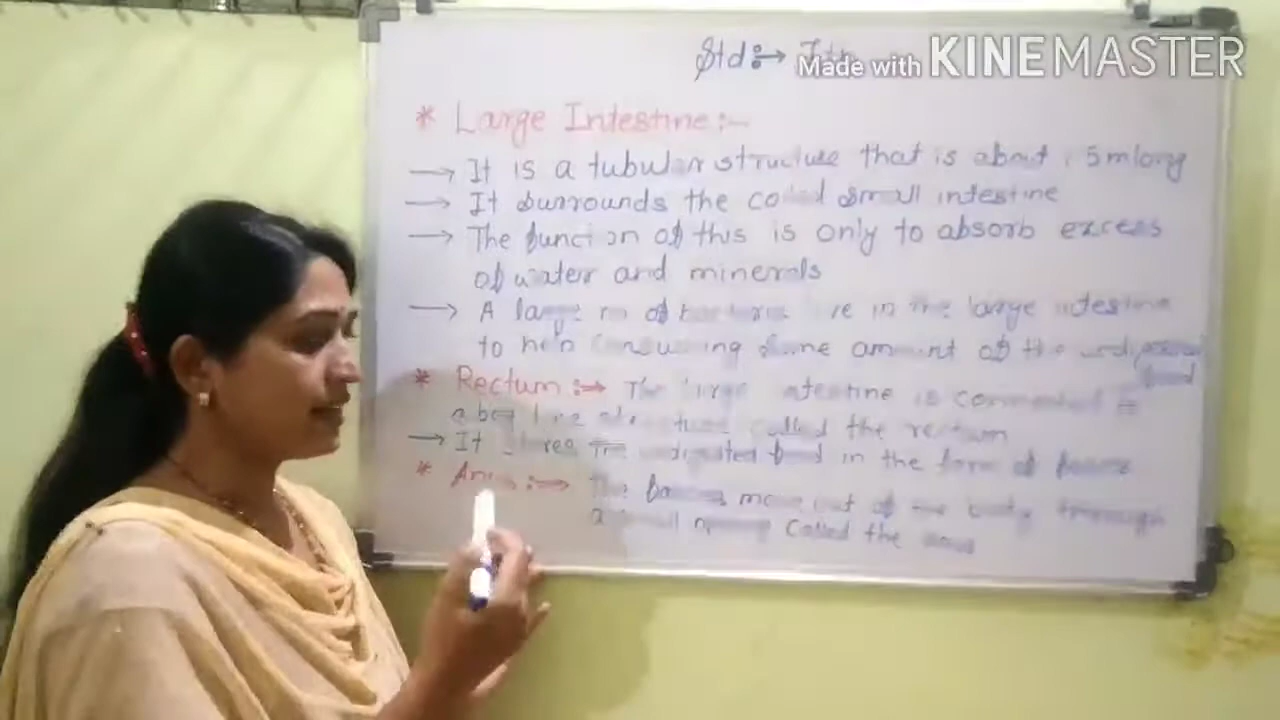 Std :→
Made with KINEMASTER
* Large Intestine :-
→ It is a tubular structure that is about 1.5m long
→ It surrounds the coiled small intestine
→ The function of this is only to absorb excess
of water and minerals
→ A large no of bacteria live in the large intestine
to help consuming some amount of the undigested
food
* Rectum :→ The large intestine is connected to
a bag like structure called the rectum
→ It stores the undigested food in the form of faeces
* Anus :→ The faeces move out of the body through
a small opening called the anus